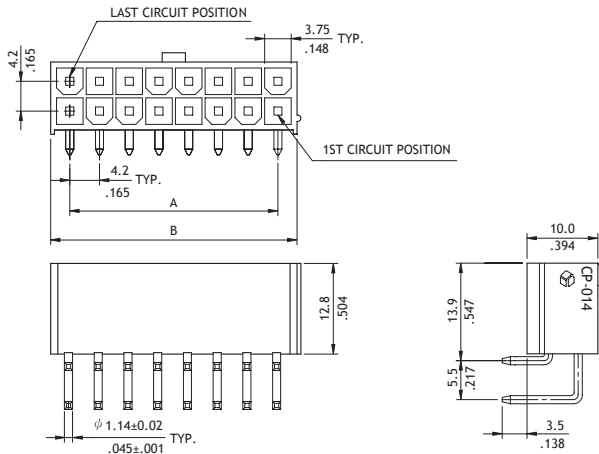 LAST CIRCUIT POSITION
3.75
.148
TYP.
4.2
.165
1ST CIRCUIT POSITION
4.2
.165
TYP.
A
B
12.8
.504
ϕ 1.14±0.02
.045±.001
TYP.
10.0
.394
CP-014
13.9
.547
5.5
.217
3.5
.138